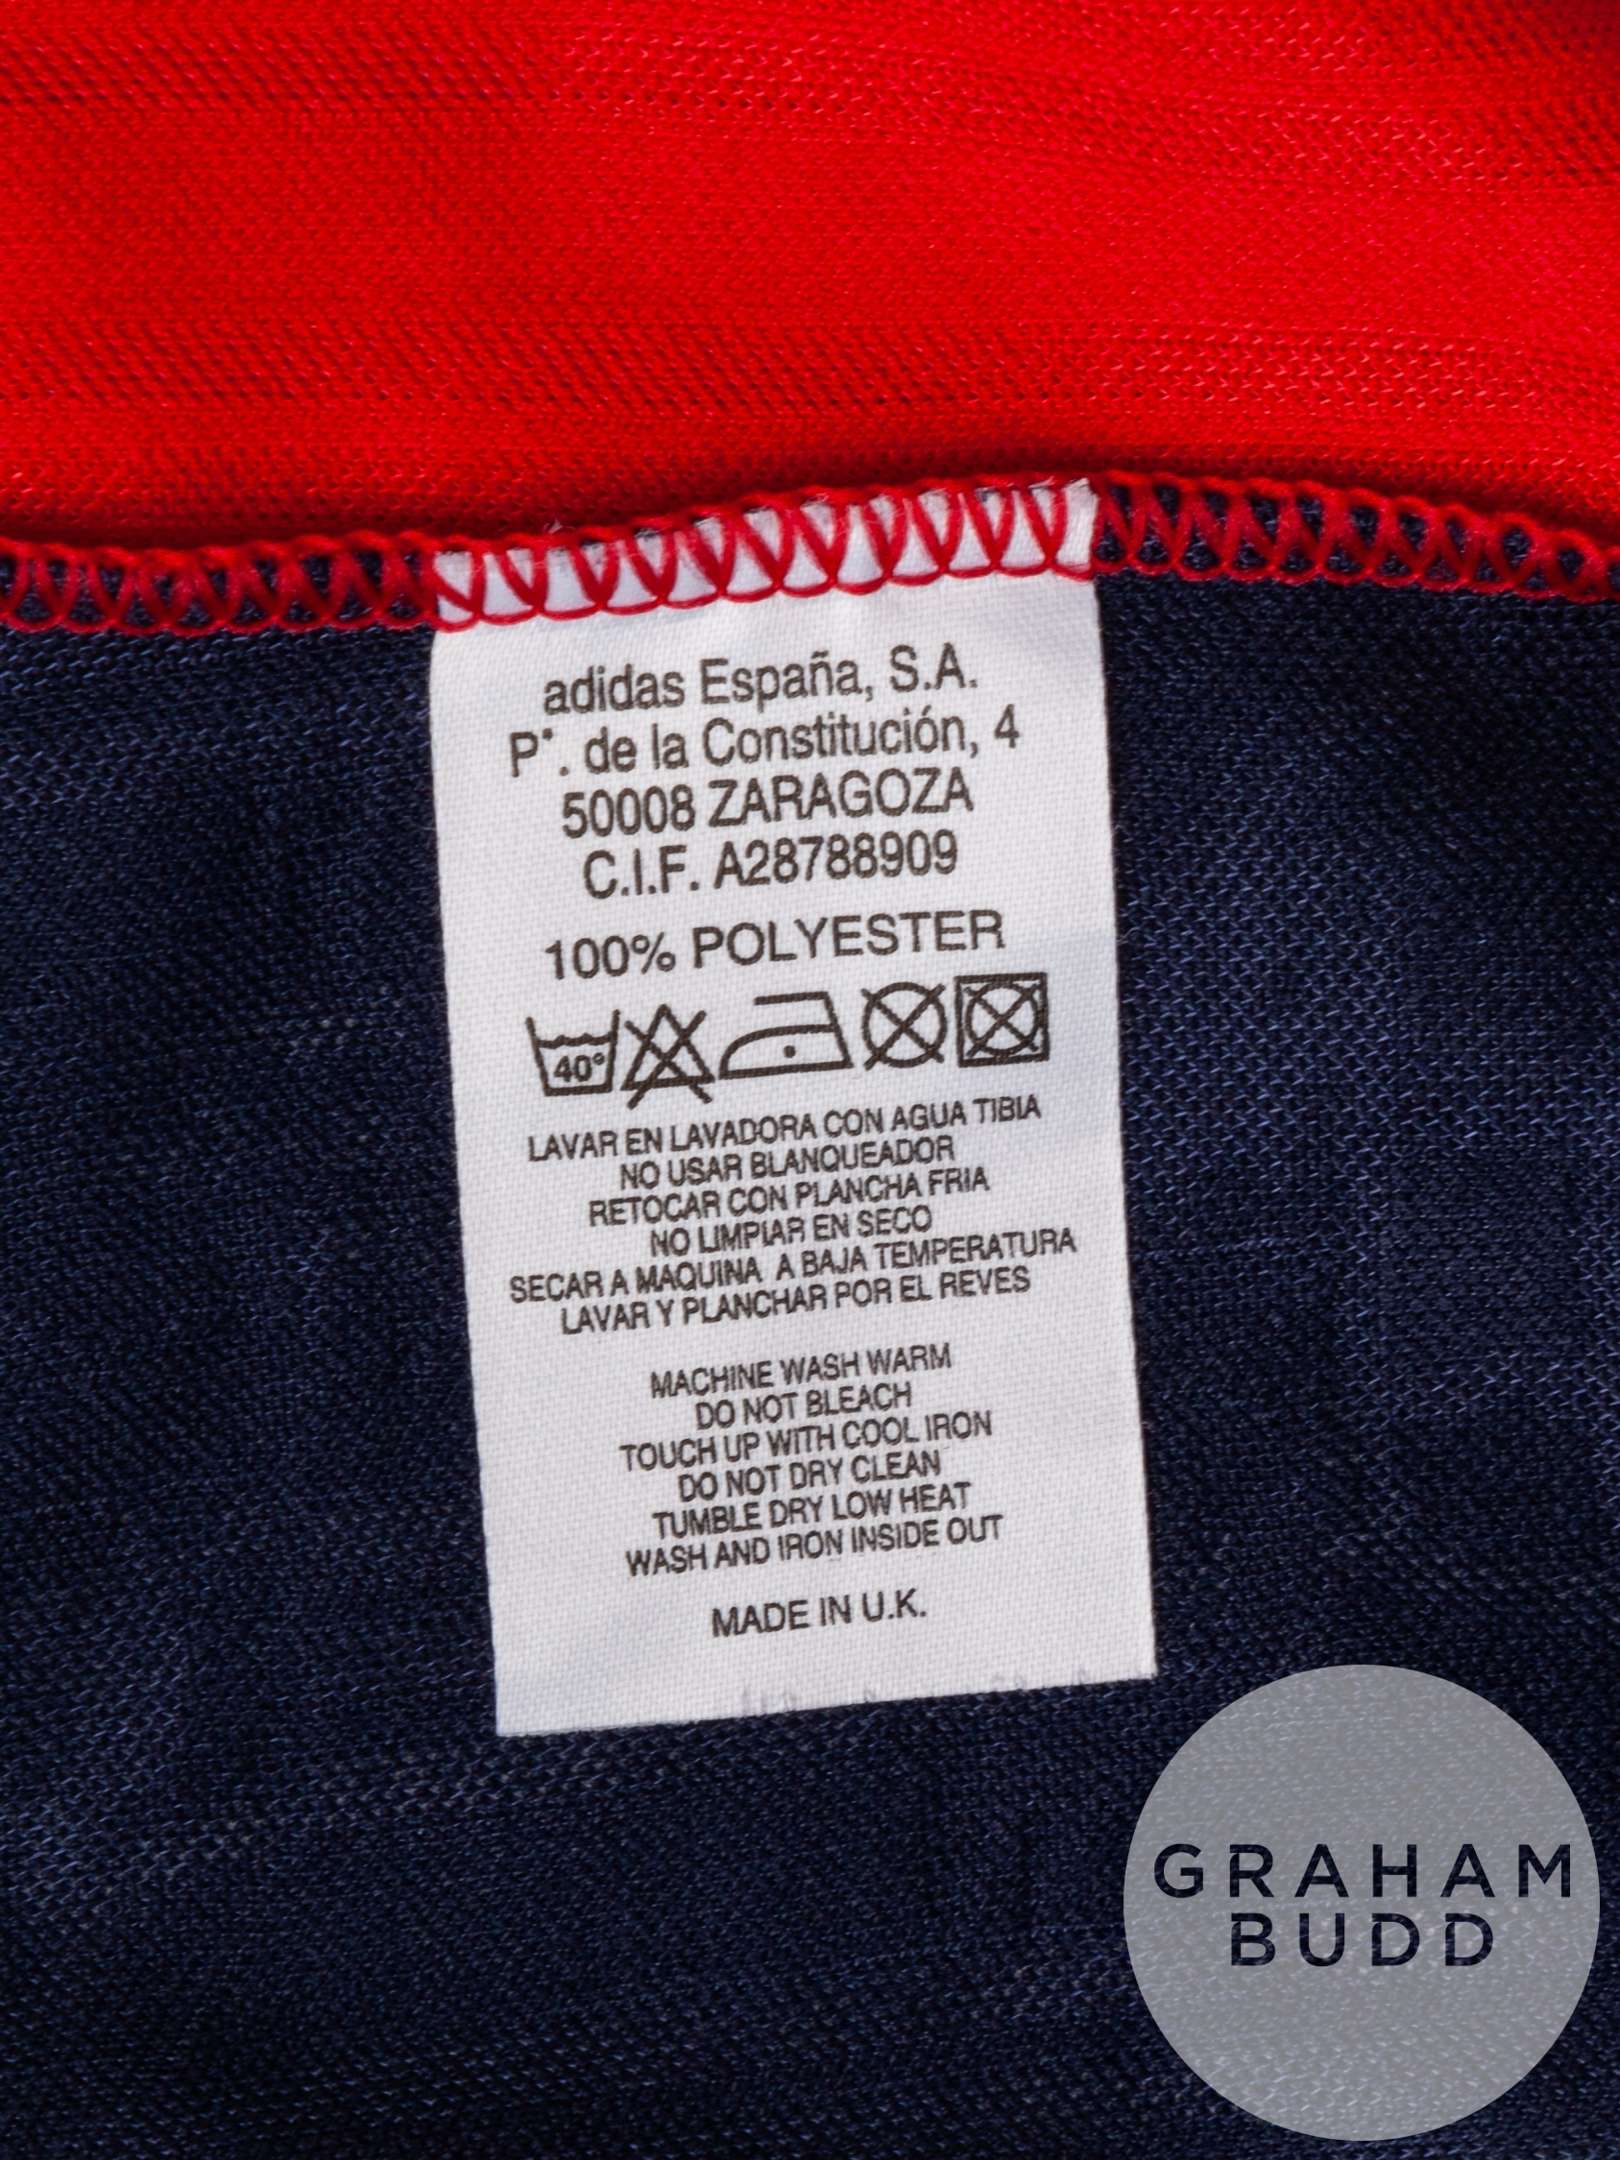 adidas España, S.A.
P°. de la Constitución, 4
50008 ZARAGOZA
C.I.F. A28788909
100% POLYESTER
40°
LAVAR EN LAVADORA CON AGUA TIBIA
NO USAR BLANQUEADOR
RETOCAR CON PLANCHA FRIA
NO LIMPIAR EN SECO
SECAR A MAQUINA A BAJA TEMPERATURA
LAVAR Y PLANCHAR POR EL REVES
MACHINE WASH WARM
DO NOT BLEACH
TOUCH UP WITH COOL IRON
DO NOT DRY CLEAN
TUMBLE DRY LOW HEAT
WASH AND IRON INSIDE OUT
MADE IN U.K.
GRAHAM
BUDD